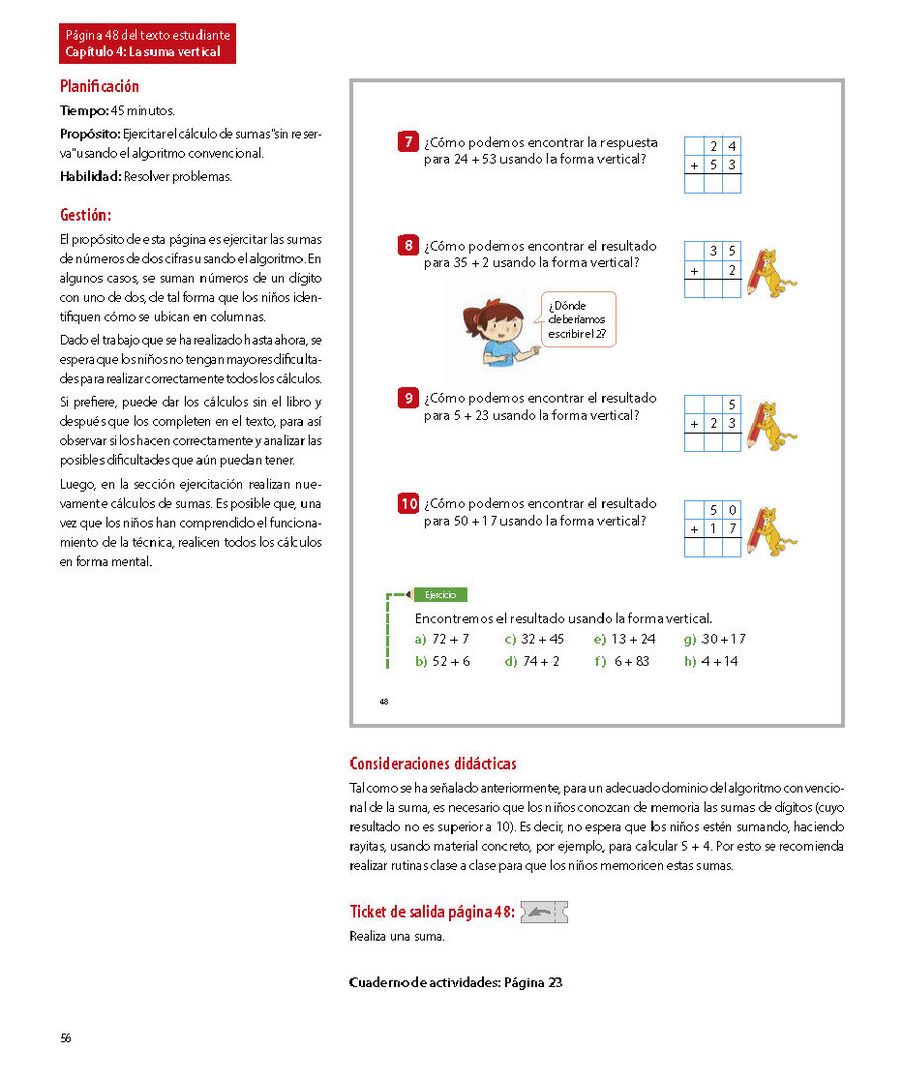 Página 48 del texto estudiante
Capítulo 4: La suma vertical
Planificación
Tiempo: 45 minutos.
Propósito: Ejercitar el cálculo de sumas "sin reser-
va" usando el algoritmo convencional.
Habilidad: Resolver problemas.
Gestión:
El propósito de esta página es ejercitar las sumas
de números de dos cifras usando el algoritmo. En
algunos casos, se suman números de un dígito
con uno de dos, de tal forma que los niños iden-
tifiquen cómo se ubican en columnas.
Dado el trabajo que se ha realizado hasta ahora, se
espera que los niños no tengan mayores dificulta-
des para realizar correctamente todos los cálculos.
Si prefiere, puede dar los cálculos sin el libro y
después que los completen en el texto, para así
observar si los hacen correctamente y analizar las
posibles dificultades que aún puedan tener.
Luego, en la sección ejercitación realizan nue-
vamente cálculos de sumas. Es posible que, una
vez que los niños han comprendido el funciona-
miento de la técnica, realicen todos los cálculos
en forma mental.
7 ¿Cómo podemos encontrar la respuesta
para 24 + 53 usando la forma vertical?
2 4
+ 5 3
8 ¿Cómo podemos encontrar el resultado
para 35 + 2 usando la forma vertical?
3 5
+ 2
¿Dónde
deberíamos
escribir el 2?
9 ¿Cómo podemos encontrar el resultado
para 5 + 23 usando la forma vertical?
5
+ 2 3
10 ¿Cómo podemos encontrar el resultado
para 50 + 17 usando la forma vertical?
5 0
+ 1 7
Ejercicio
Encontremos el resultado usando la forma vertical.
a) 72 + 7 c) 32 + 45 e) 13 + 24 g) 30 + 17
b) 52 + 6 d) 74 + 2 f) 6 + 83 h) 4 + 14
48
Consideraciones didácticas
Tal como se ha señalado anteriormente, para un adecuado dominio del algoritmo convencio-
nal de la suma, es necesario que los niños conozcan de memoria las sumas de dígitos (cuyo
resultado no es superior a 10). Es decir, no espera que los niños estén sumando, haciendo
rayitas, usando material concreto, por ejemplo, para calcular 5 + 4. Por esto se recomienda
realizar rutinas clase a clase para que los niños memoricen estas sumas.
Ticket de salida página 48:
Realiza una suma.
Cuaderno de actividades: Página 23
56